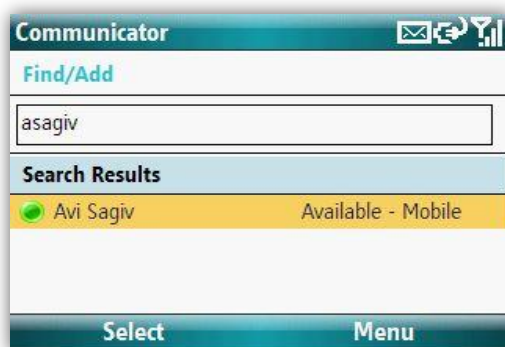 Communicator
Find/Add
asagiv
Search Results
Avi Sagiv Available - Mobile
Select Menu